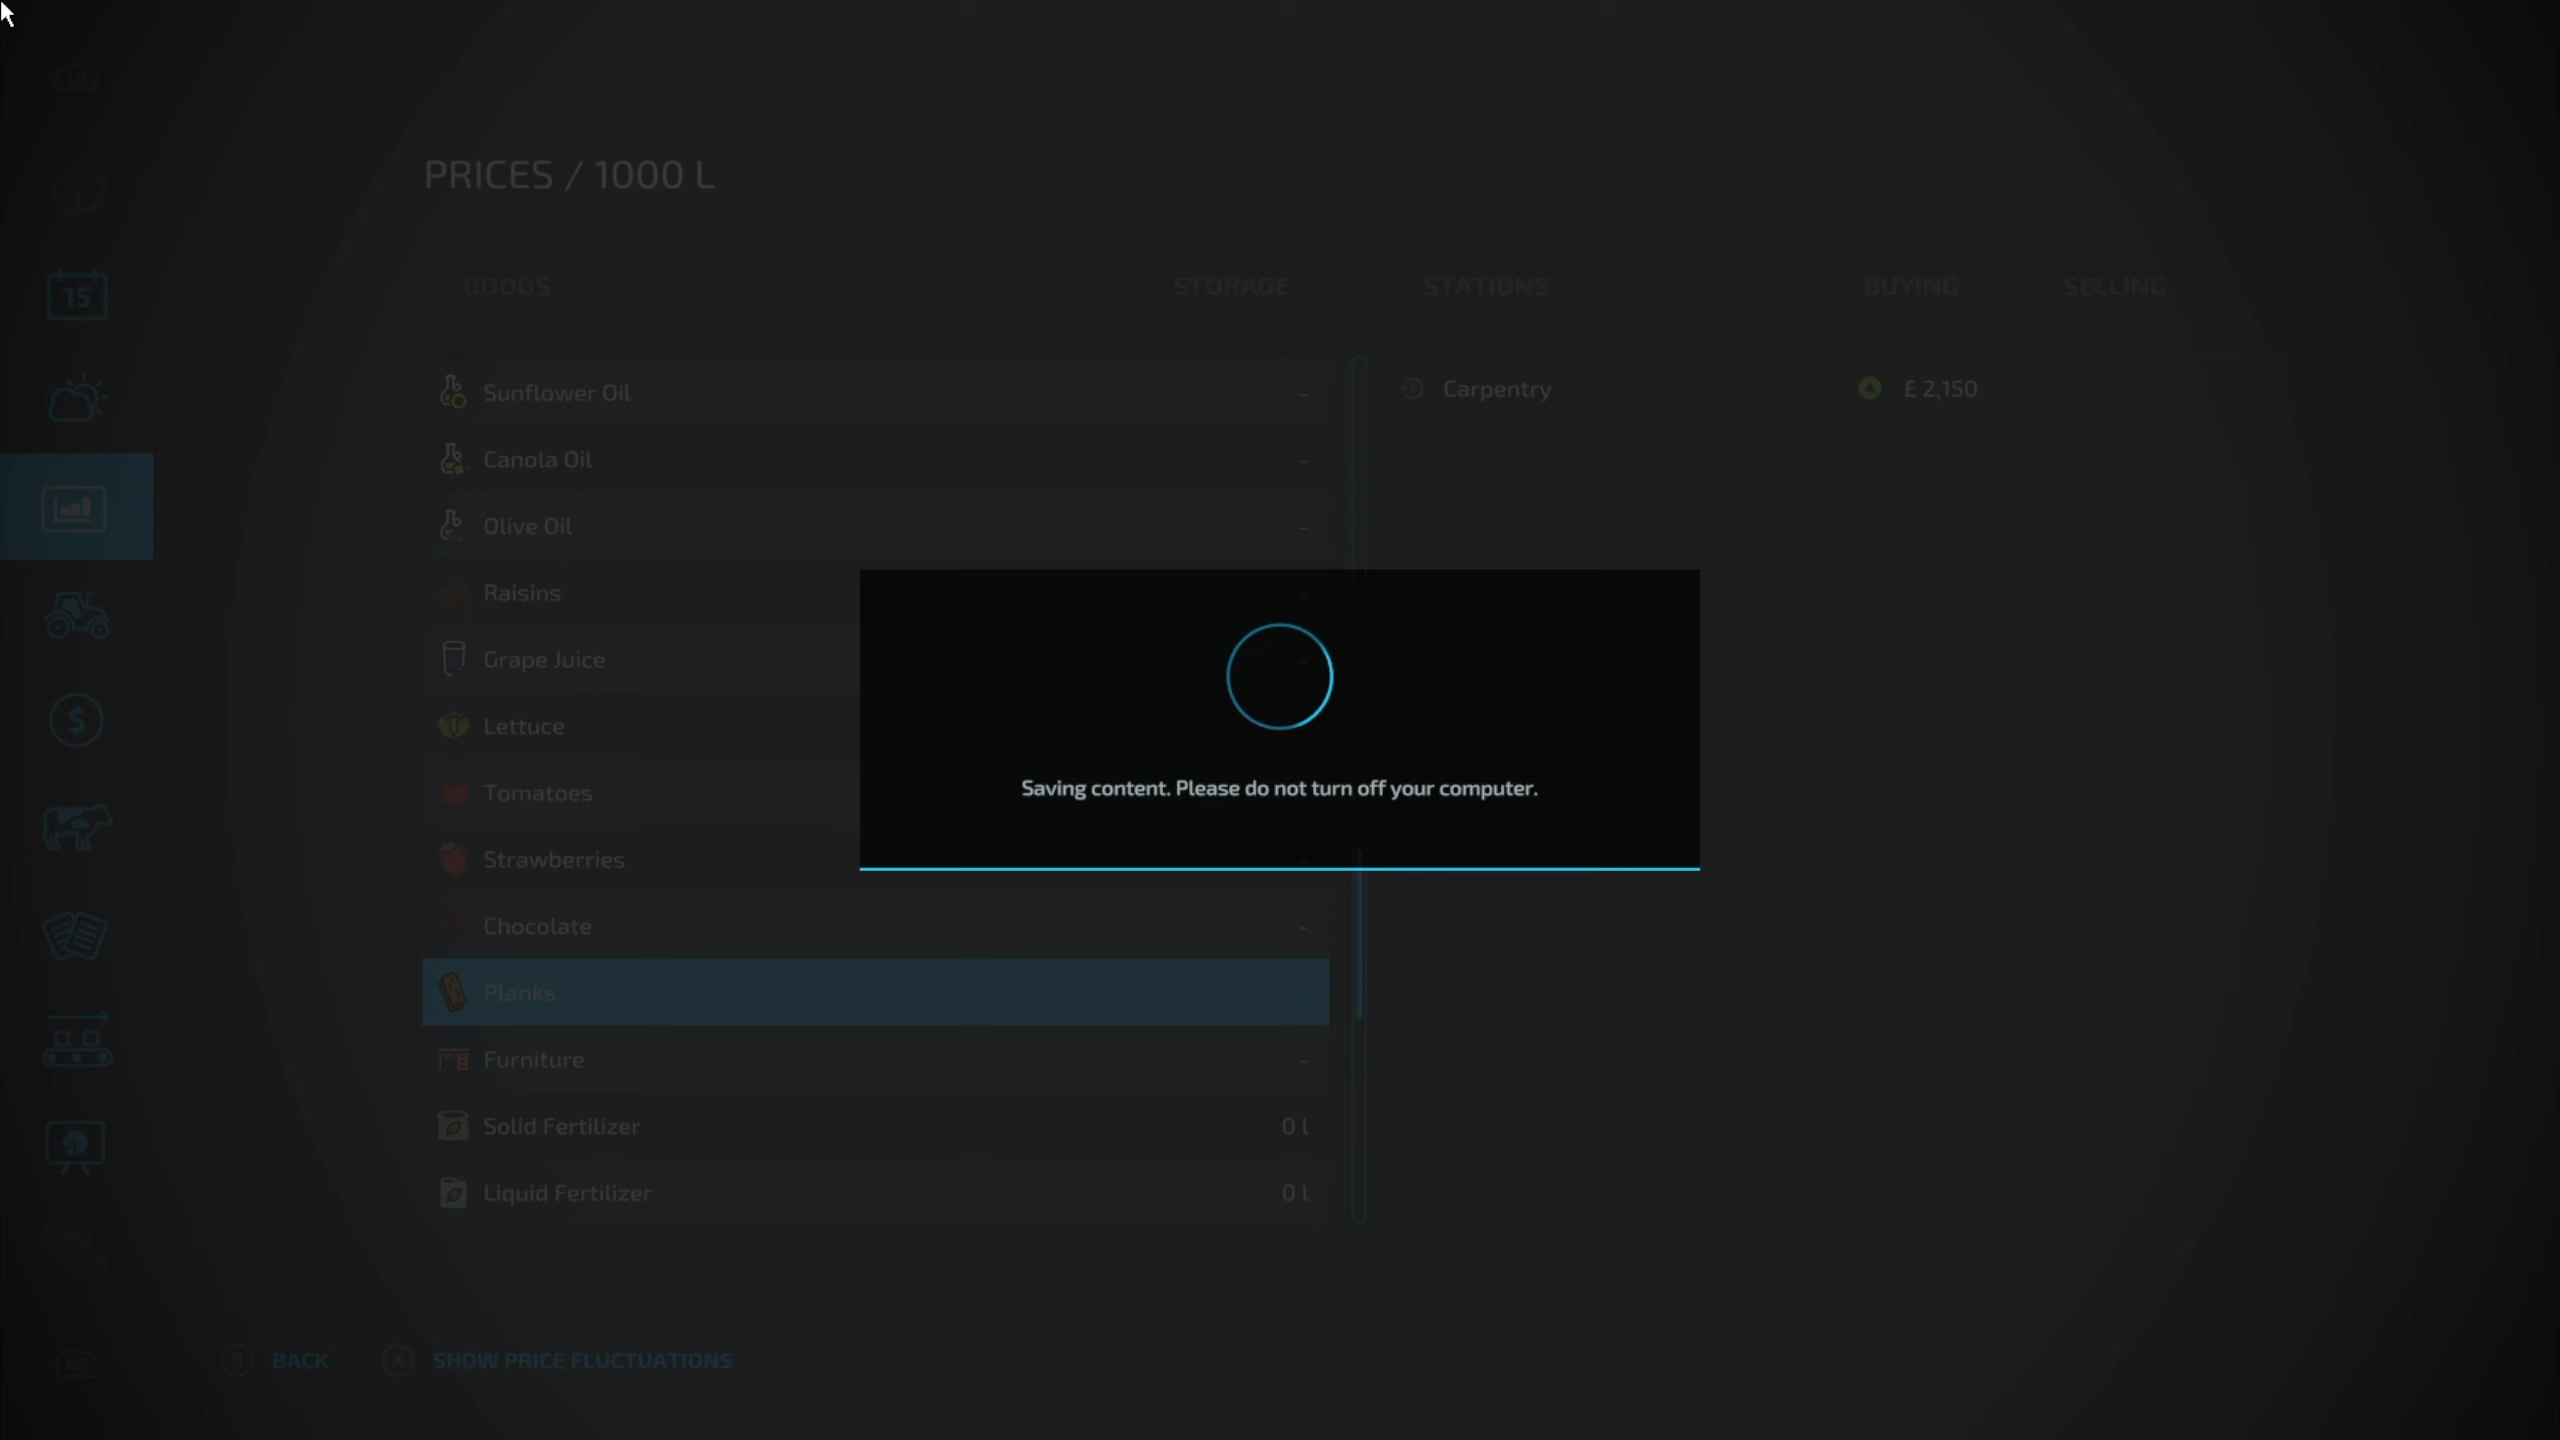 PRICES / 1000 L
GOODS STORAGE STATIONS BUYING SELLING
Sunflower Oil - Carpentry £ 2,150
Canola Oil -
Olive Oil -
Raisins -
Grape Juice -
Lettuce
Tomatoes
Saving content. Please do not turn off your computer.
Strawberries -
Chocolate -
Planks
Furniture -
Solid Fertilizer 0 l
Liquid Fertilizer 0 l
BACK SHOW PRICE FLUCTUATIONS
15
$
X